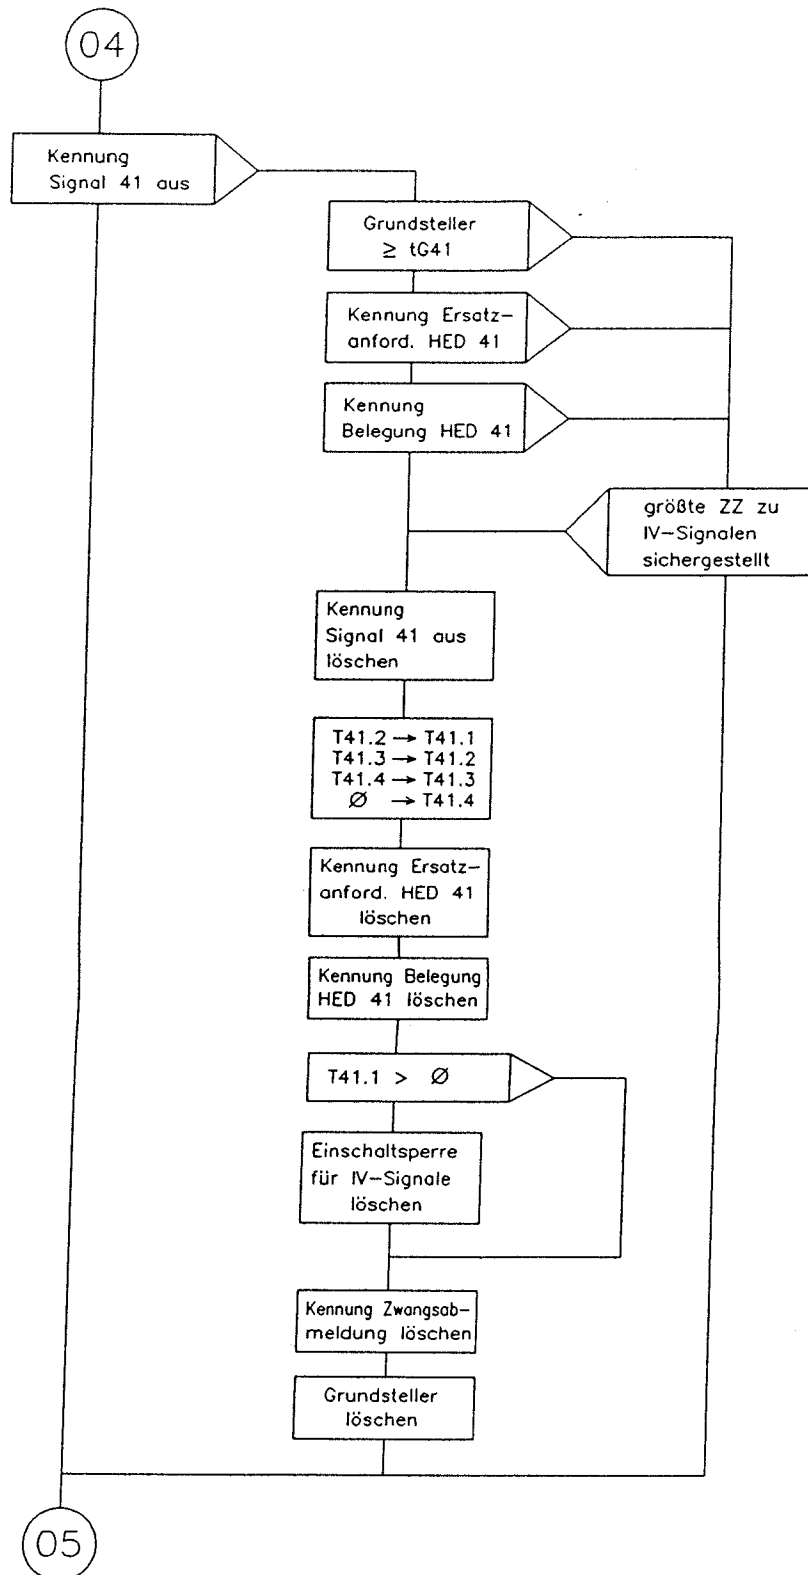 04
Kennung
Signal 41 aus
Grundsteller
≥ tG41
Kennung Ersatz-
anford. HED 41
Kennung
Belegung HED 41
größte ZZ zu
IV-Signalen
sichergestellt
Kennung
Signal 41 aus
löschen
T41.2 → T41.1
T41.3 → T41.2
T41.4 → T41.3
Ø → T41.4
Kennung Ersatz-
anford. HED 41
löschen
Kennung Belegung
HED 41 löschen
T41.1 > Ø
Einschaltsperre
für IV-Signale
löschen
Kennung Zwangsab-
meldung löschen
Grundsteller
löschen
05